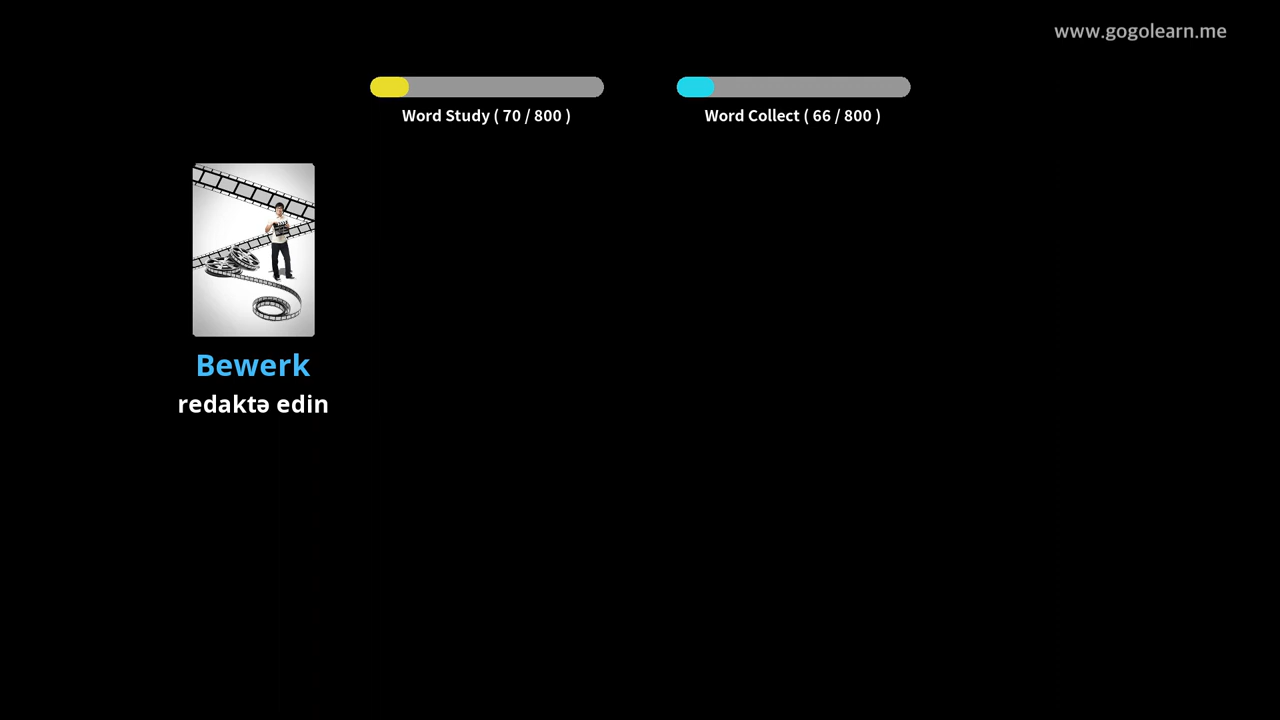 www.gogolearn.me
Word Study ( 70 / 800 )
Word Collect ( 66 / 800 )
Bewerk
redaktə edin